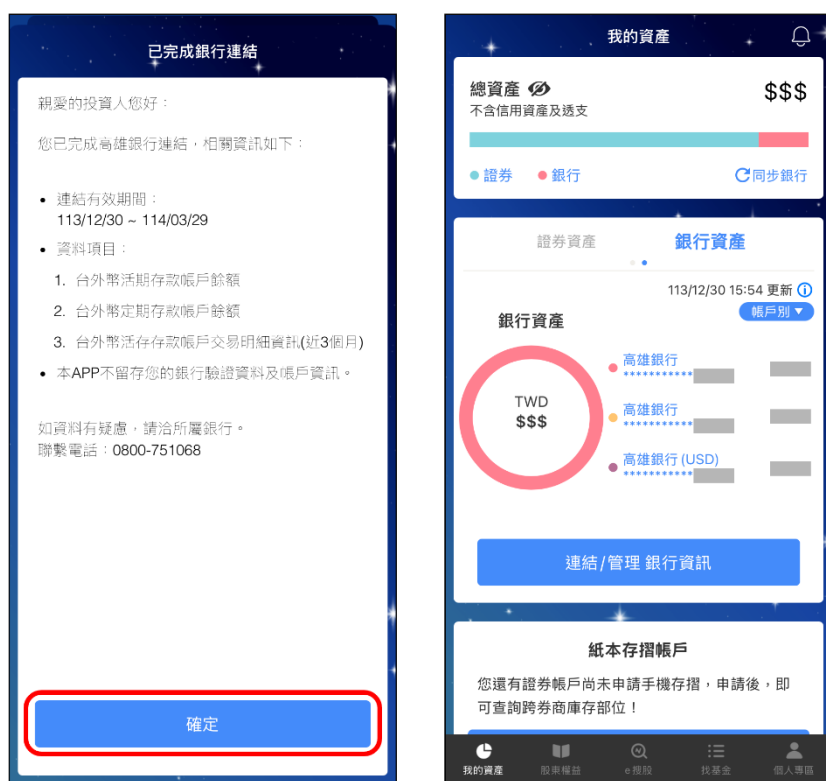 已完成銀行連結
親愛的投資人您好：
您已完成高雄銀行連結，相關資訊如下：
• 連結有效期間：
113/12/30 ~ 114/03/29
• 資料項目：
1. 台外幣活期存款帳戶餘額
2. 台外幣定期存款帳戶餘額
3. 台外幣活存存款帳戶交易明細資訊(近3個月)
• 本APP不留存您的銀行驗證資料及帳戶資訊。
如資料有疑慮，請洽所屬銀行。
聯繫電話：0800-751068
確定
我的資產
總資產
$$$
不含信用資產及透支
證券
銀行
同步銀行
證券資產
銀行資產
113/12/30 15:54 更新
帳戶別▼
銀行資產
TWD
$$$
高雄銀行
***********
高雄銀行
***********
高雄銀行 (USD)
***********
連結/管理 銀行資訊
紙本存摺帳戶
您還有證券帳戶尚未申請手機存摺，申請後，即
可查詢跨券商庫存部位！
我的資產
股東權益
e搜股
找基金
個人專區